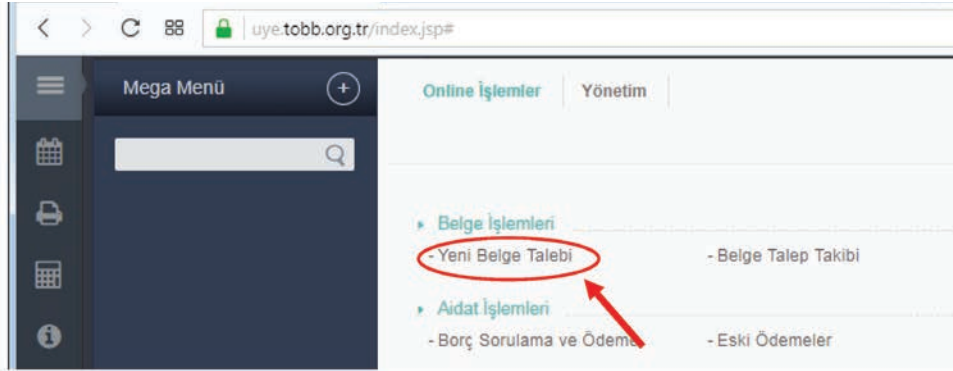 uye.tobb.org.tr/index.jsp#
Mega Menü
Online İşlemler Yönetim
Belge İşlemleri
- Yeni Belge Talebi - Belge Talep Takibi
Aidat İşlemleri
- Borç Sorulama ve Ödeme - Eski Ödemeler